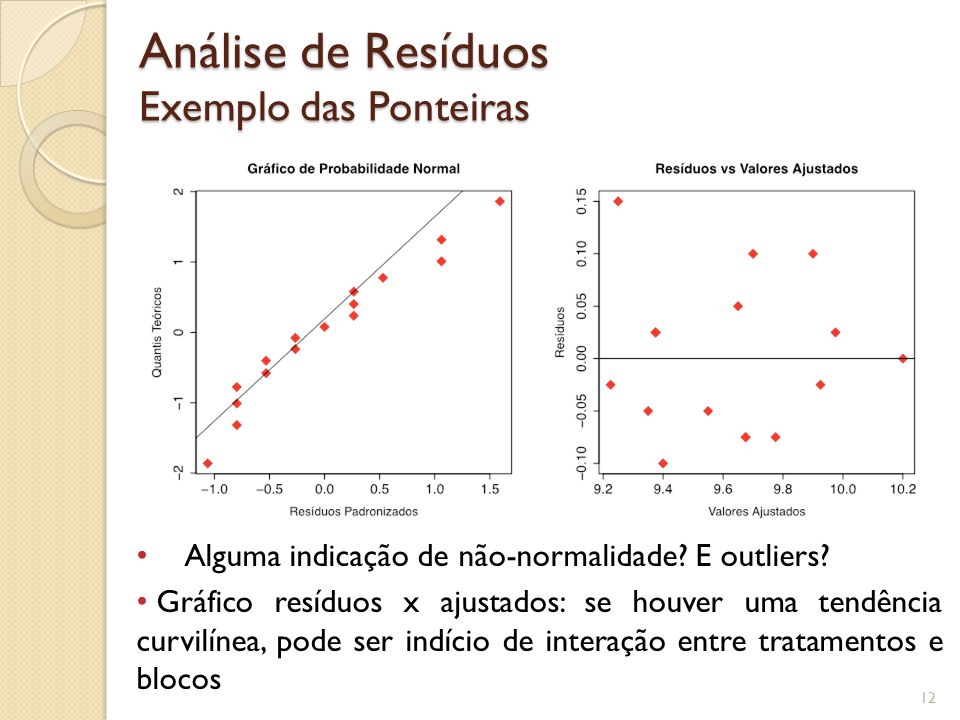 Análise de Resíduos
Exemplo das Ponteiras
Gráfico de Probabilidade Normal
Quantis Teóricos
2
1
0
−1
−2
−1.0 −0.5 0.0 0.5 1.0 1.5
Resíduos Padronizados
Resíduos vs Valores Ajustados
Resíduos
0.15
0.10
0.05
0.00
−0.05
−0.10
9.2 9.4 9.6 9.8 10.0 10.2
Valores Ajustados
• Alguma indicação de não-normalidade? E outliers?
• Gráfico resíduos x ajustados: se houver uma tendência
curvilínea, pode ser indício de interação entre tratamentos e
blocos
12